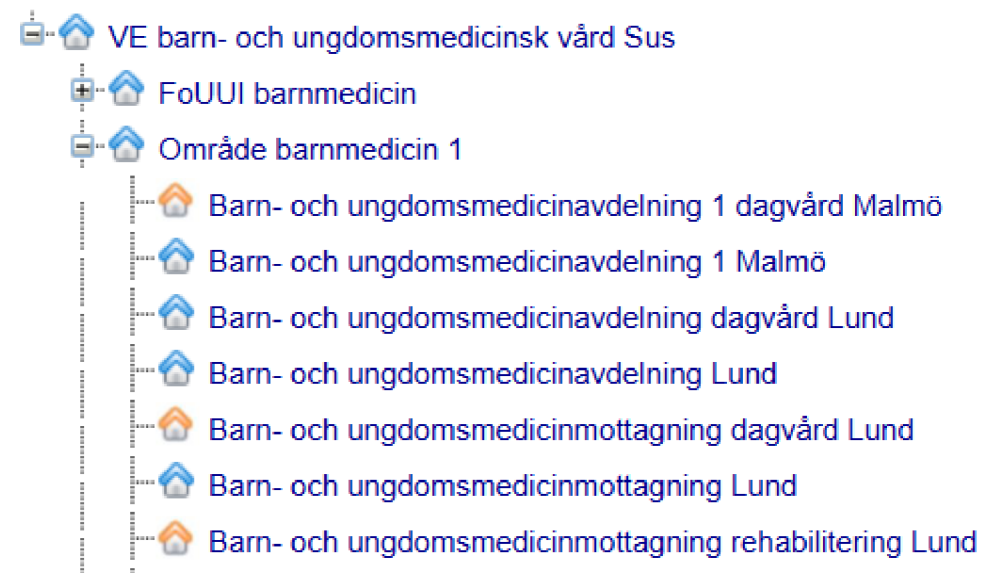 VE barn- och ungdomsmedicinsk vård Sus
FoUUI barnmedicin
Område barnmedicin 1
Barn- och ungdomsmedicinavdelning 1 dagvård Malmö
Barn- och ungdomsmedicinavdelning 1 Malmö
Barn- och ungdomsmedicinavdelning dagvård Lund
Barn- och ungdomsmedicinavdelning Lund
Barn- och ungdomsmedicinmottagning dagvård Lund
Barn- och ungdomsmedicinmottagning Lund
Barn- och ungdomsmedicinmottagning rehabilitering Lund